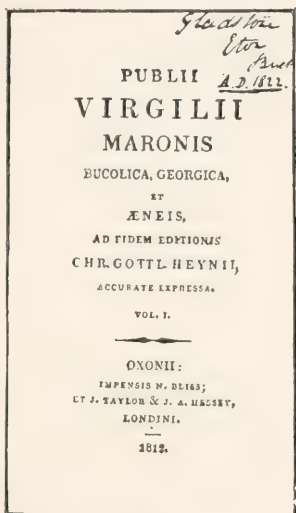 Gladstone
Eton
A.D. 1822.
PUBLII
VIRGILII
MARONIS
BUCOLICA, GEORGICA,
ET
ÆNEIS,
AD FIDEM EDITIONIS
CHR. GOTTL. HEYNII,
ACCURATE EXPRESSA.
VOL. I.
OXONII:
IMPENSIS N. BLISS;
ET J. TAYLOR & J. A. HESSEY,
LONDINI.
1812.